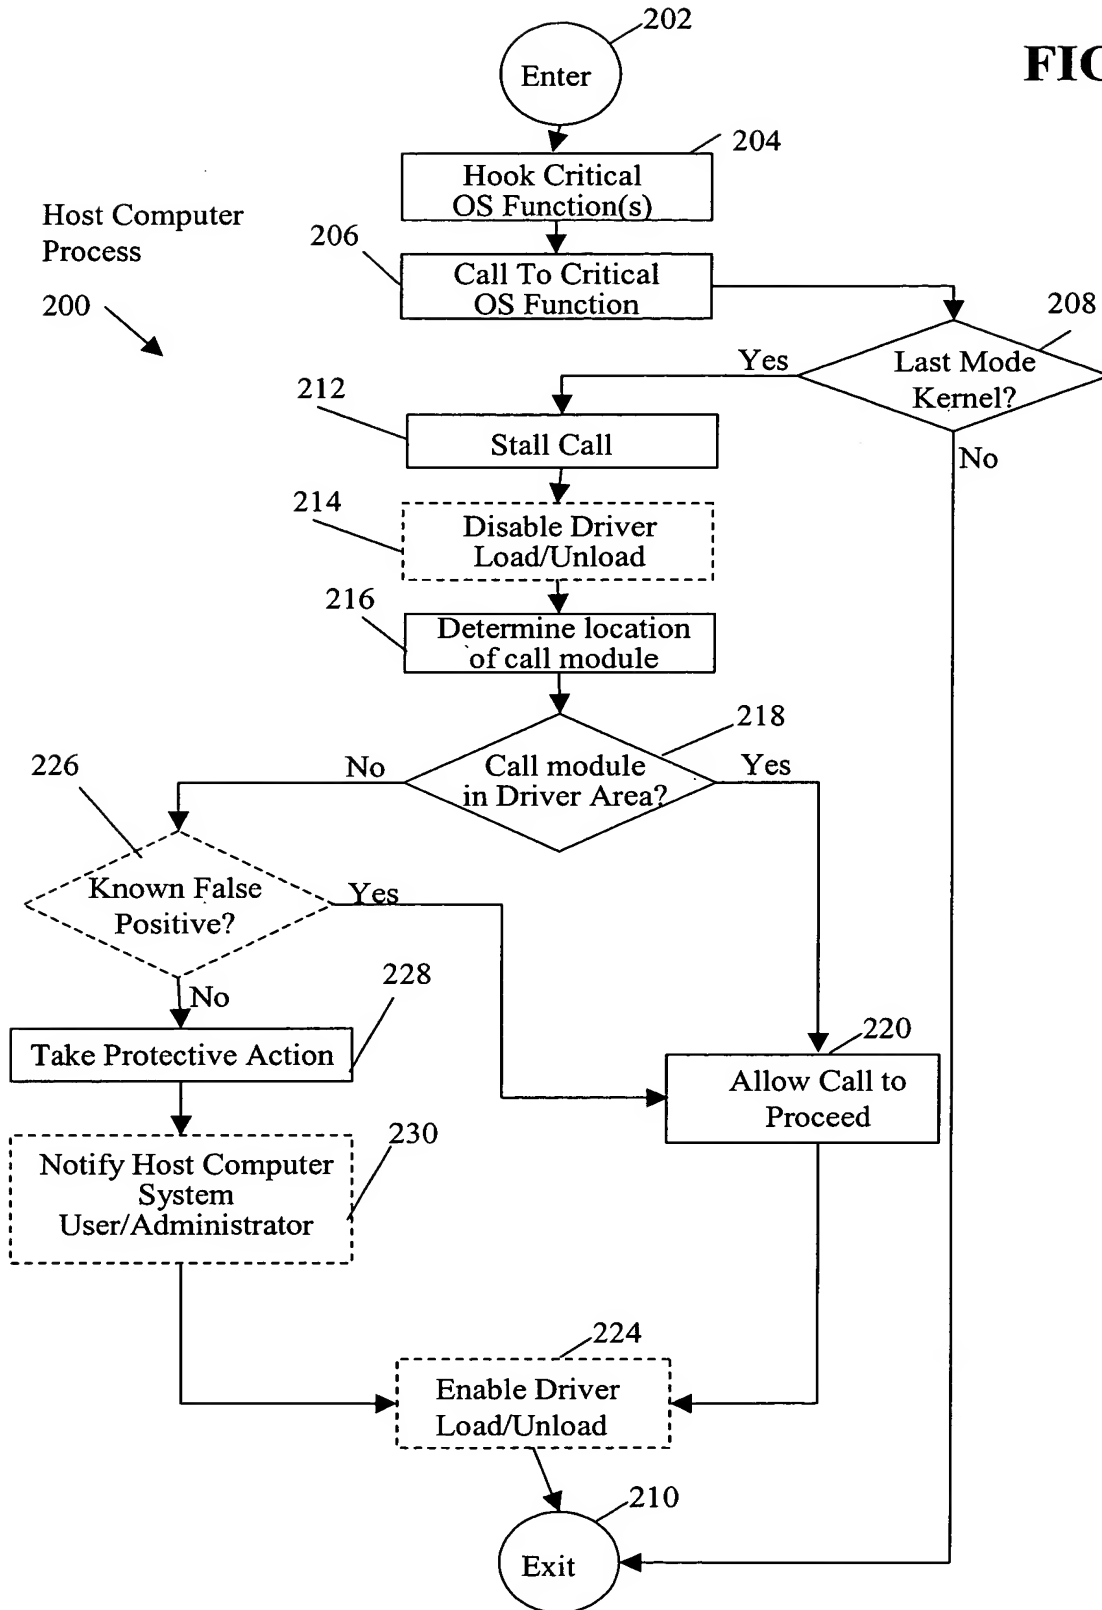 202
FIG
Enter
204
Hook Critical
OS Function(s)
Host Computer
Process
200
206
Call To Critical
OS Function
208
Last Mode
Kernel?
Yes
No
212
Stall Call
214
Disable Driver
Load/Unload
216
Determine location
of call module
218
Call module
in Driver Area?
No
Yes
226
Known False
Positive?
Yes
No
228
Take Protective Action
220
Allow Call to
Proceed
230
Notify Host Computer
System
User/Administrator
224
Enable Driver
Load/Unload
210
Exit